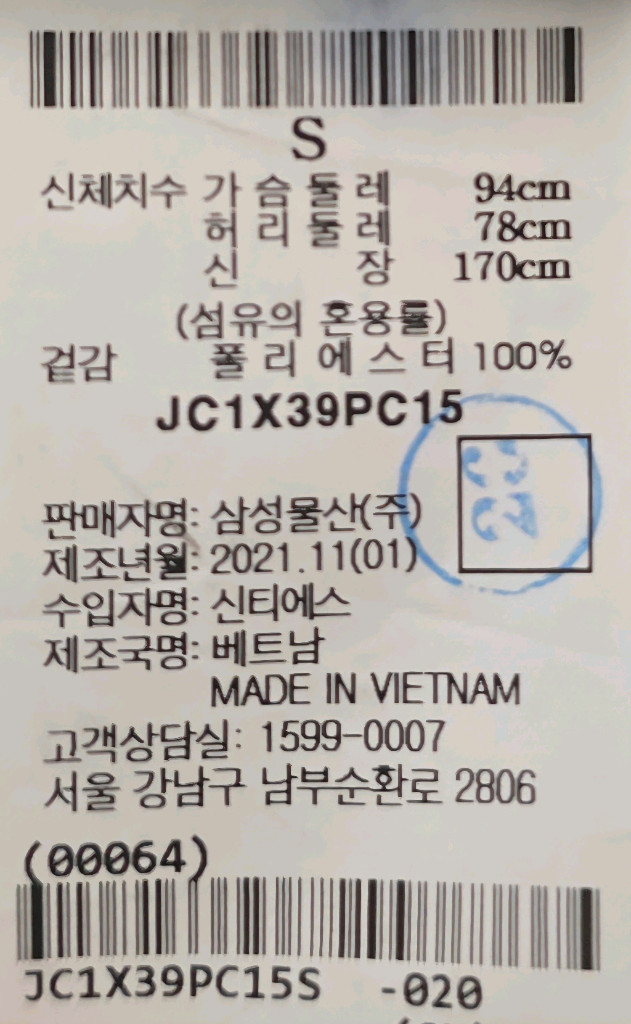 S
신체치수 가슴둘레 94cm
허리둘레 78cm
신장 170cm
(섬유의 혼용률)
겉감 폴리에스터 100%
JC1X39PC15
23
판매자명: 삼성물산(주)
제조년월: 2021.11(01)
수입자명: 신티에스
제조국명: 베트남
MADE IN VIETNAM
고객상담실: 1599-0007
서울 강남구 남부순환로 2806
(00064)
JC1X39PC15S -020